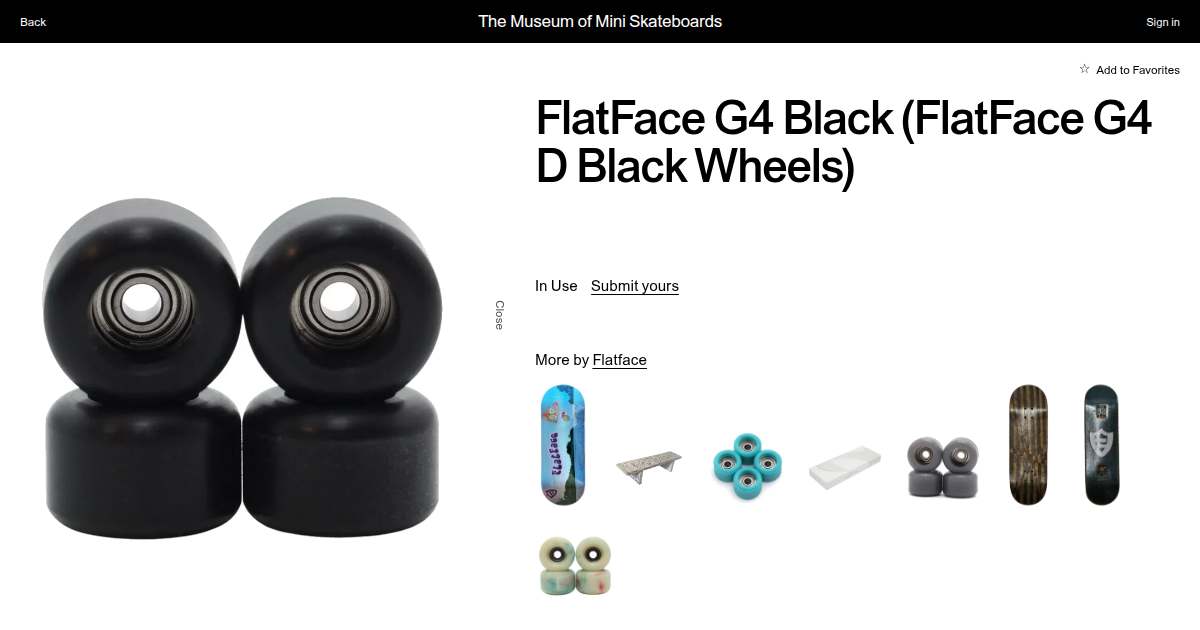 Back
The Museum of Mini Skateboards
Sign in
☆ Add to Favorites
FlatFace G4 Black (FlatFace G4
D Black Wheels)
In Use Submit yours
Close
More by Flatface